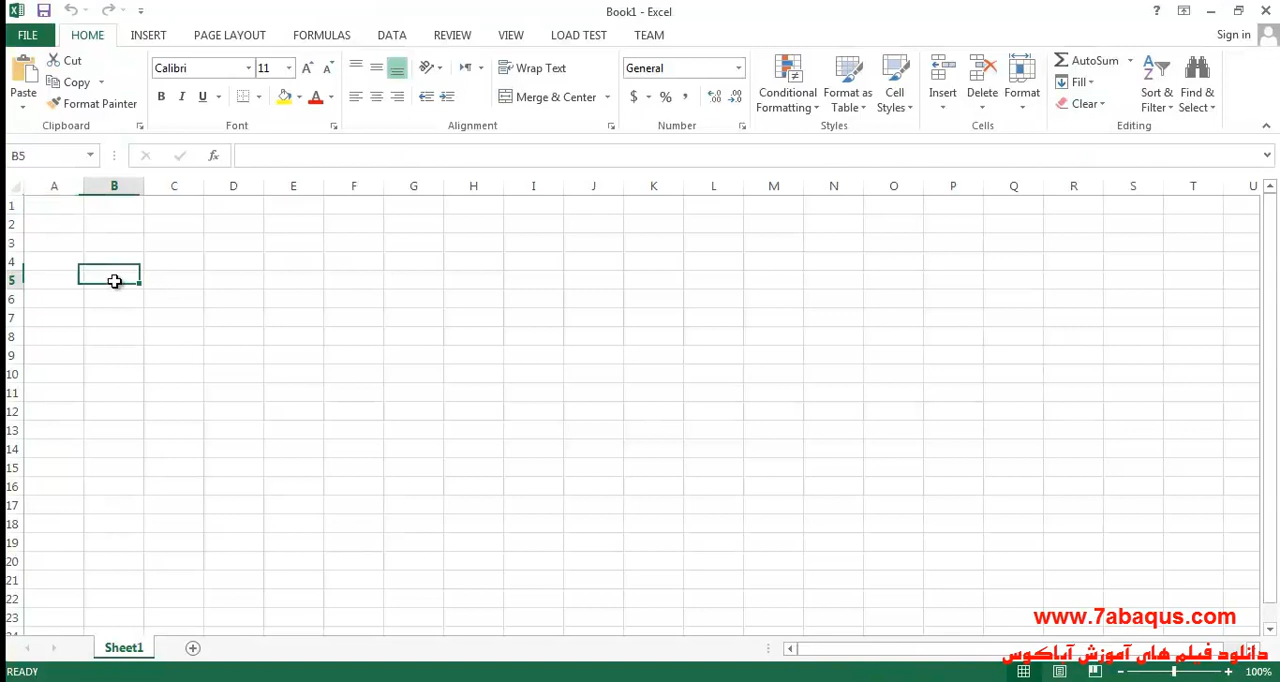 Book1 - Excel
?
FILE HOME INSERT PAGE LAYOUT FORMULAS DATA REVIEW VIEW LOAD TEST TEAM Sign in
Cut
Copy
Format Painter
Paste
Clipboard
Calibri 11
B I U A
Font
Wrap Text
Merge & Center
Alignment
General
$ % ,
Number
Conditional Formatting
Format as Table
Cell Styles
Styles
Insert Delete Format
Cells
AutoSum
Fill
Clear
Sort & Filter
Find & Select
Editing
B5 fx
A B C D E F G H I J K L M N O P Q R S T U
1
2
3
4
5
6
7
8
9
10
11
12
13
14
15
16
17
18
19
20
21
22
23
www.7abaqus.com
Sheet1
دانلود فیلم های آموزش آباکوس
READY 100%